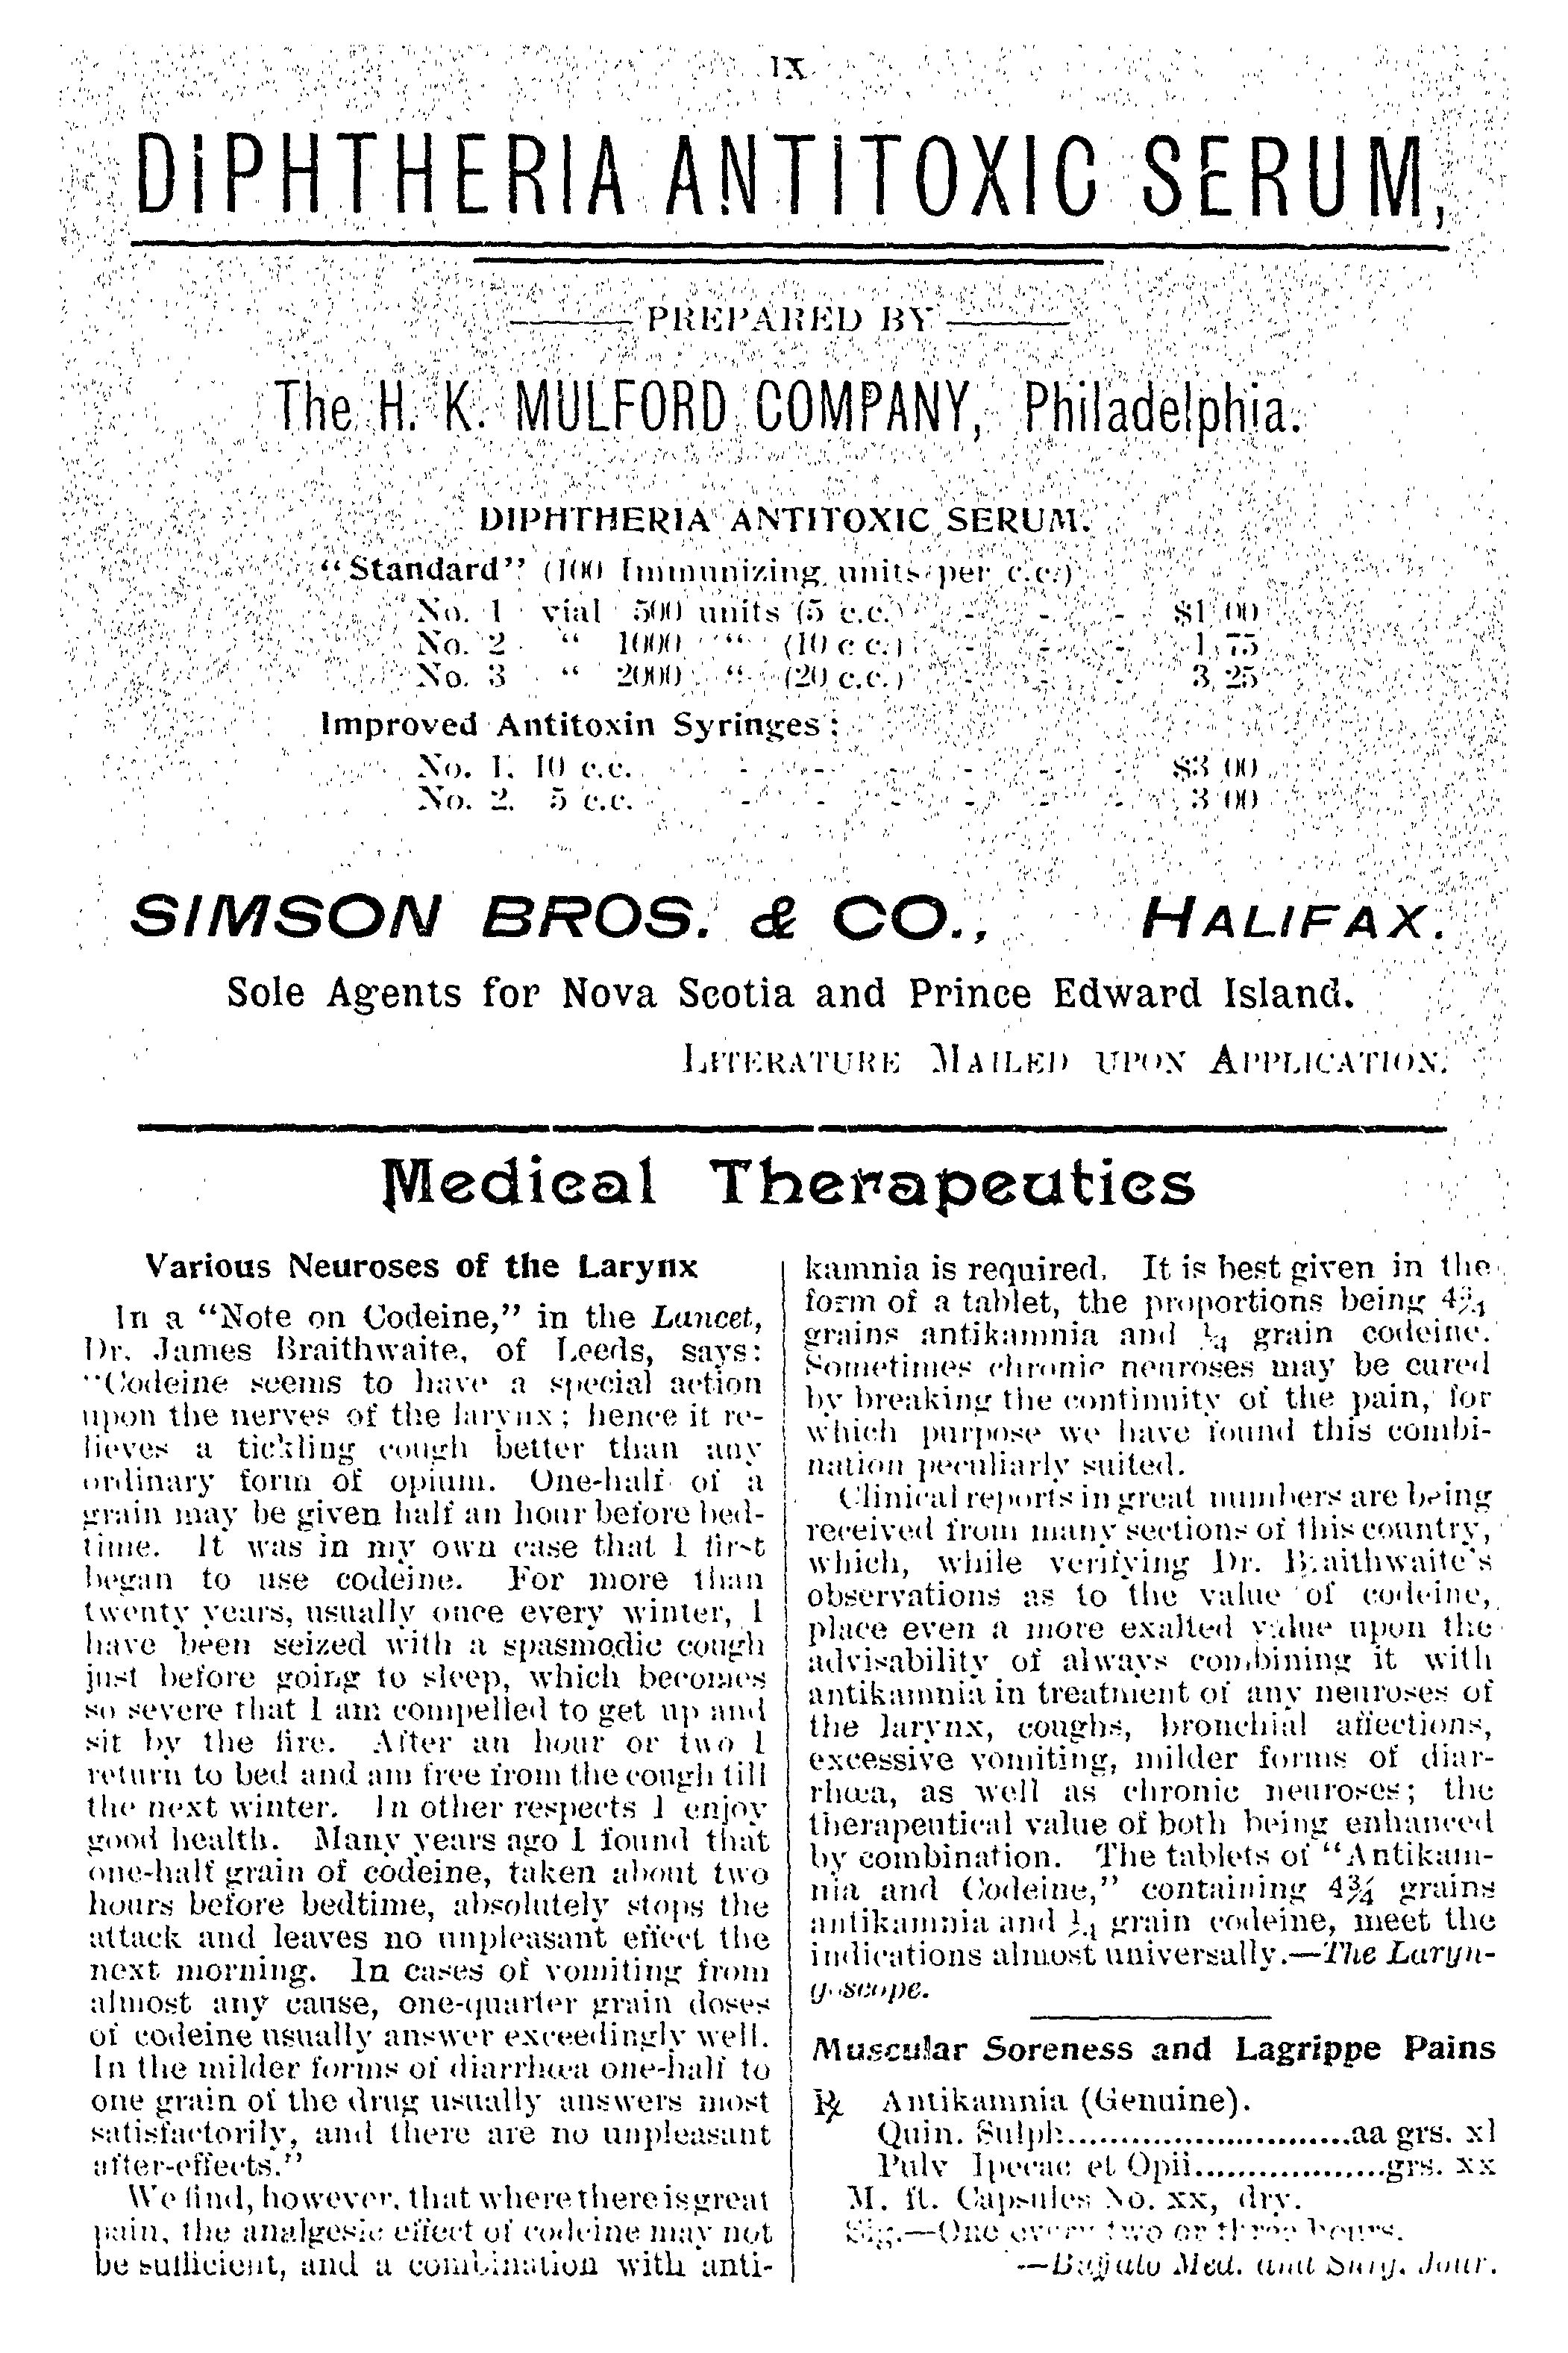 IX
DIPHTHERIA ANTITOXIC SERUM,
PREPARED BY
The H. K. MULFORD COMPANY, Philadelphia.
DIPHTHERIA ANTITOXIC SERUM.
"Standard" (100 Immunizing units per c.c.)
No. 1 vial 500 units (5 c.c.) - - - $1 00
No. 2 " 1000 " (10 c c.) - - - 1 75
No. 3 " 2000 " (20 c.c.) - - - 3 25
Improved Antitoxin Syringes:
No. 1. 10 c.c. - - - - - - $3 00
No. 2. 5 c.c. - - - - - - 3 00
SIMSON BROS. & CO., HALIFAX.
Sole Agents for Nova Scotia and Prince Edward Island.
LITERATURE MAILED UPON APPLICATION.
Medical Therapeutics
Various Neuroses of the Larynx
In a "Note on Codeine," in the Lancet,
Dr. James Braithwaite, of Leeds, says:
"Codeine seems to have a special action
upon the nerves of the larynx; hence it re-
lieves a tickling cough better than any
ordinary form of opium. One-half of a
grain may be given half an hour before bed-
time. It was in my own case that I first
began to use codeine. For more than
twenty years, usually once every winter, I
have been seized with a spasmodic cough
just before going to sleep, which becomes
so severe that I am compelled to get up and
sit by the fire. After an hour or two I
return to bed and am free from the cough till
the next winter. In other respects I enjoy
good health. Many years ago I found that
one-half grain of codeine, taken about two
hours before bedtime, absolutely stops the
attack and leaves no unpleasant effect the
next morning. In cases of vomiting from
almost any cause, one-quarter grain doses
of codeine usually answer exceedingly well.
In the milder forms of diarrhœa one-half to
one grain of the drug usually answers most
satisfactorily, and there are no unpleasant
after-effects."
We find, however, that where there is great
pain, the analgesic effect of codeine may not
be sufficient, and a combination with anti-
kamnia is required. It is best given in the
form of a tablet, the proportions being 4¾
grains antikamnia and ¼ grain codeine.
Sometimes chronic neuroses may be cured
by breaking the continuity of the pain, for
which purpose we have found this combi-
nation peculiarly suited.
Clinical reports in great numbers are being
received from many sections of this country,
which, while verifying Dr. Braithwaite's
observations as to the value of codeine,
place even a more exalted value upon the
advisability of always combining it with
antikamnia in treatment of any neuroses of
the larynx, coughs, bronchial affections,
excessive vomiting, milder forms of diar-
rhœa, as well as chronic neuroses; the
therapeutical value of both being enhanced
by combination. The tablets of "Antikam-
nia and Codeine," containing 4¾ grains
antikamnia and ¼ grain codeine, meet the
indications almost universally.—The Laryn-
goscope.
Muscular Soreness and Lagrippe Pains
℞ Antikamnia (Genuine).
Quin. Sulph............................aa grs. xl
Pulv Ipecac et Opii...................grs. xx
M. ft. Capsules No. xx, dry.
Sig.—One every two or three hours.
—Buffalo Med. and Surg. Jour.